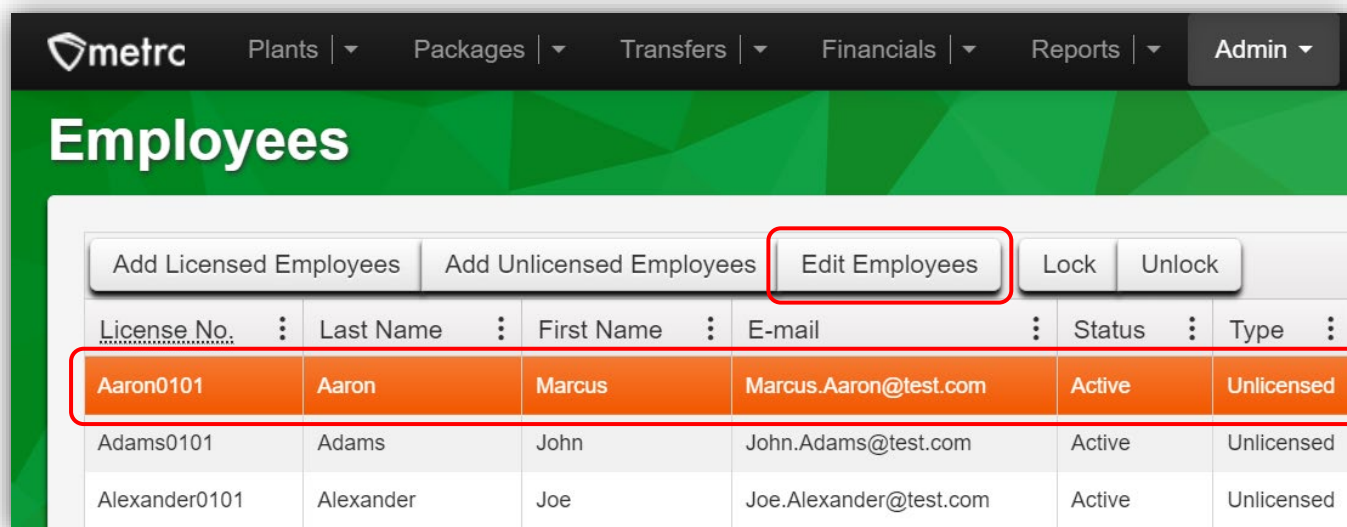 metrc Plants Packages Transfers Financials Reports Admin
Employees
Add Licensed Employees Add Unlicensed Employees Edit Employees Lock Unlock
License No. Last Name First Name E-mail Status Type
Aaron0101 Aaron Marcus Marcus.Aaron@test.com Active Unlicensed
Adams0101 Adams John John.Adams@test.com Active Unlicensed
Alexander0101 Alexander Joe Joe.Alexander@test.com Active Unlicensed